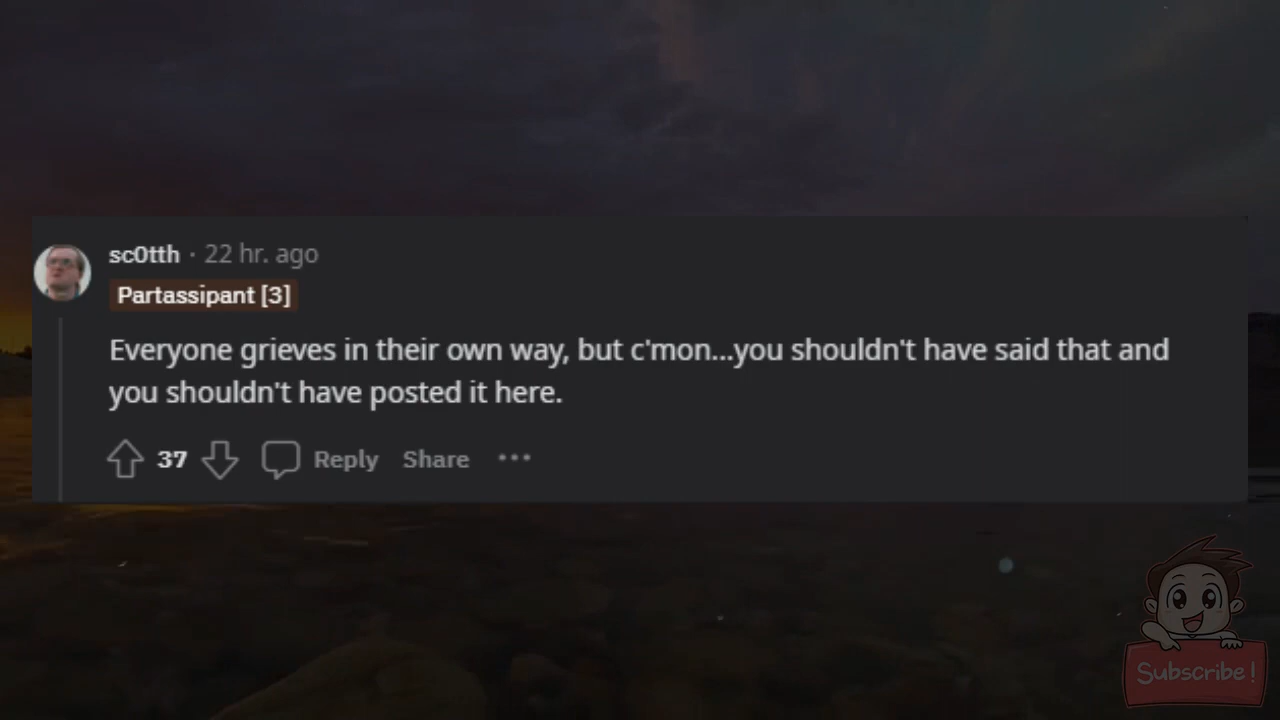 sc0tth · 22 hr. ago
Partassipant [3]
Everyone grieves in their own way, but c'mon...you shouldn't have said that and
you shouldn't have posted it here.
37 Reply Share ···
Subscribe!